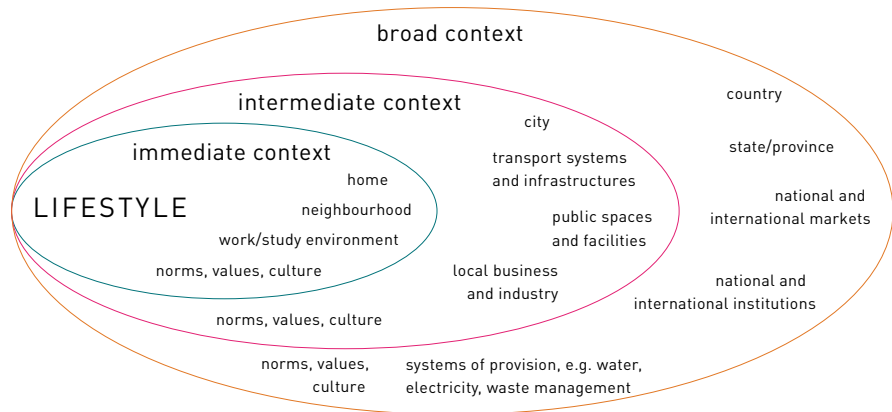 broad context
country
state/province
national and
international markets
national and
international institutions
systems of provision, e.g. water,
electricity, waste management
norms, values,
culture
intermediate context
city
transport systems
and infrastructures
public spaces
and facilities
local business
and industry
norms, values, culture
immediate context
home
LIFESTYLE
neighbourhood
work/study environment
norms, values, culture